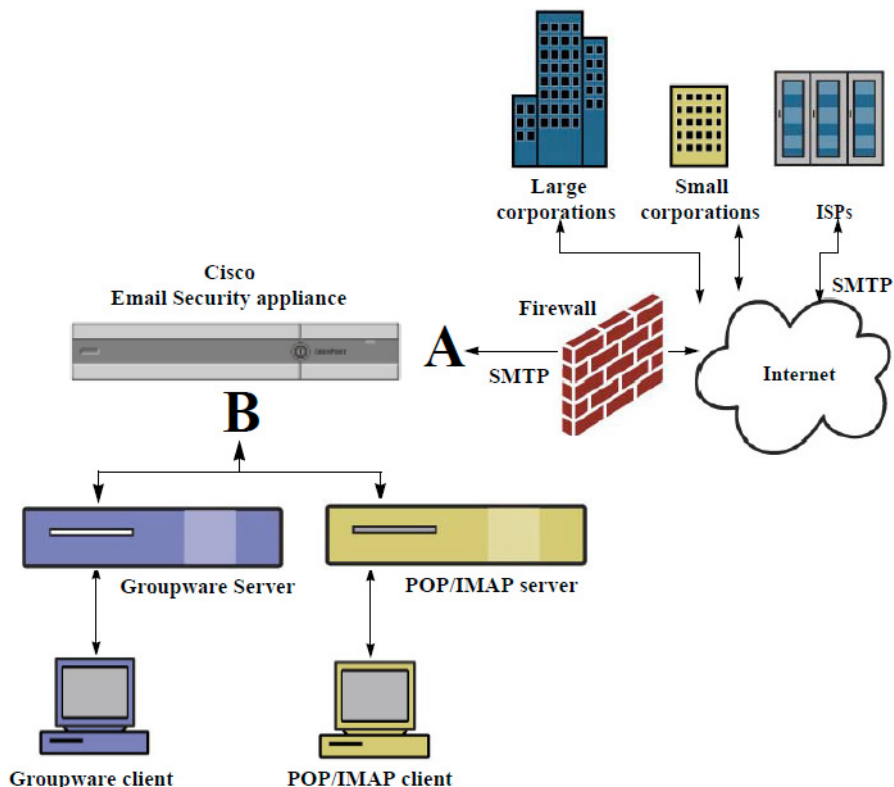 Large
corporations
Small
corporations
ISPs
SMTP
Cisco
Email Security appliance
Firewall
A
SMTP
Internet
B
Groupware Server
POP/IMAP server
Groupware client
POP/IMAP client